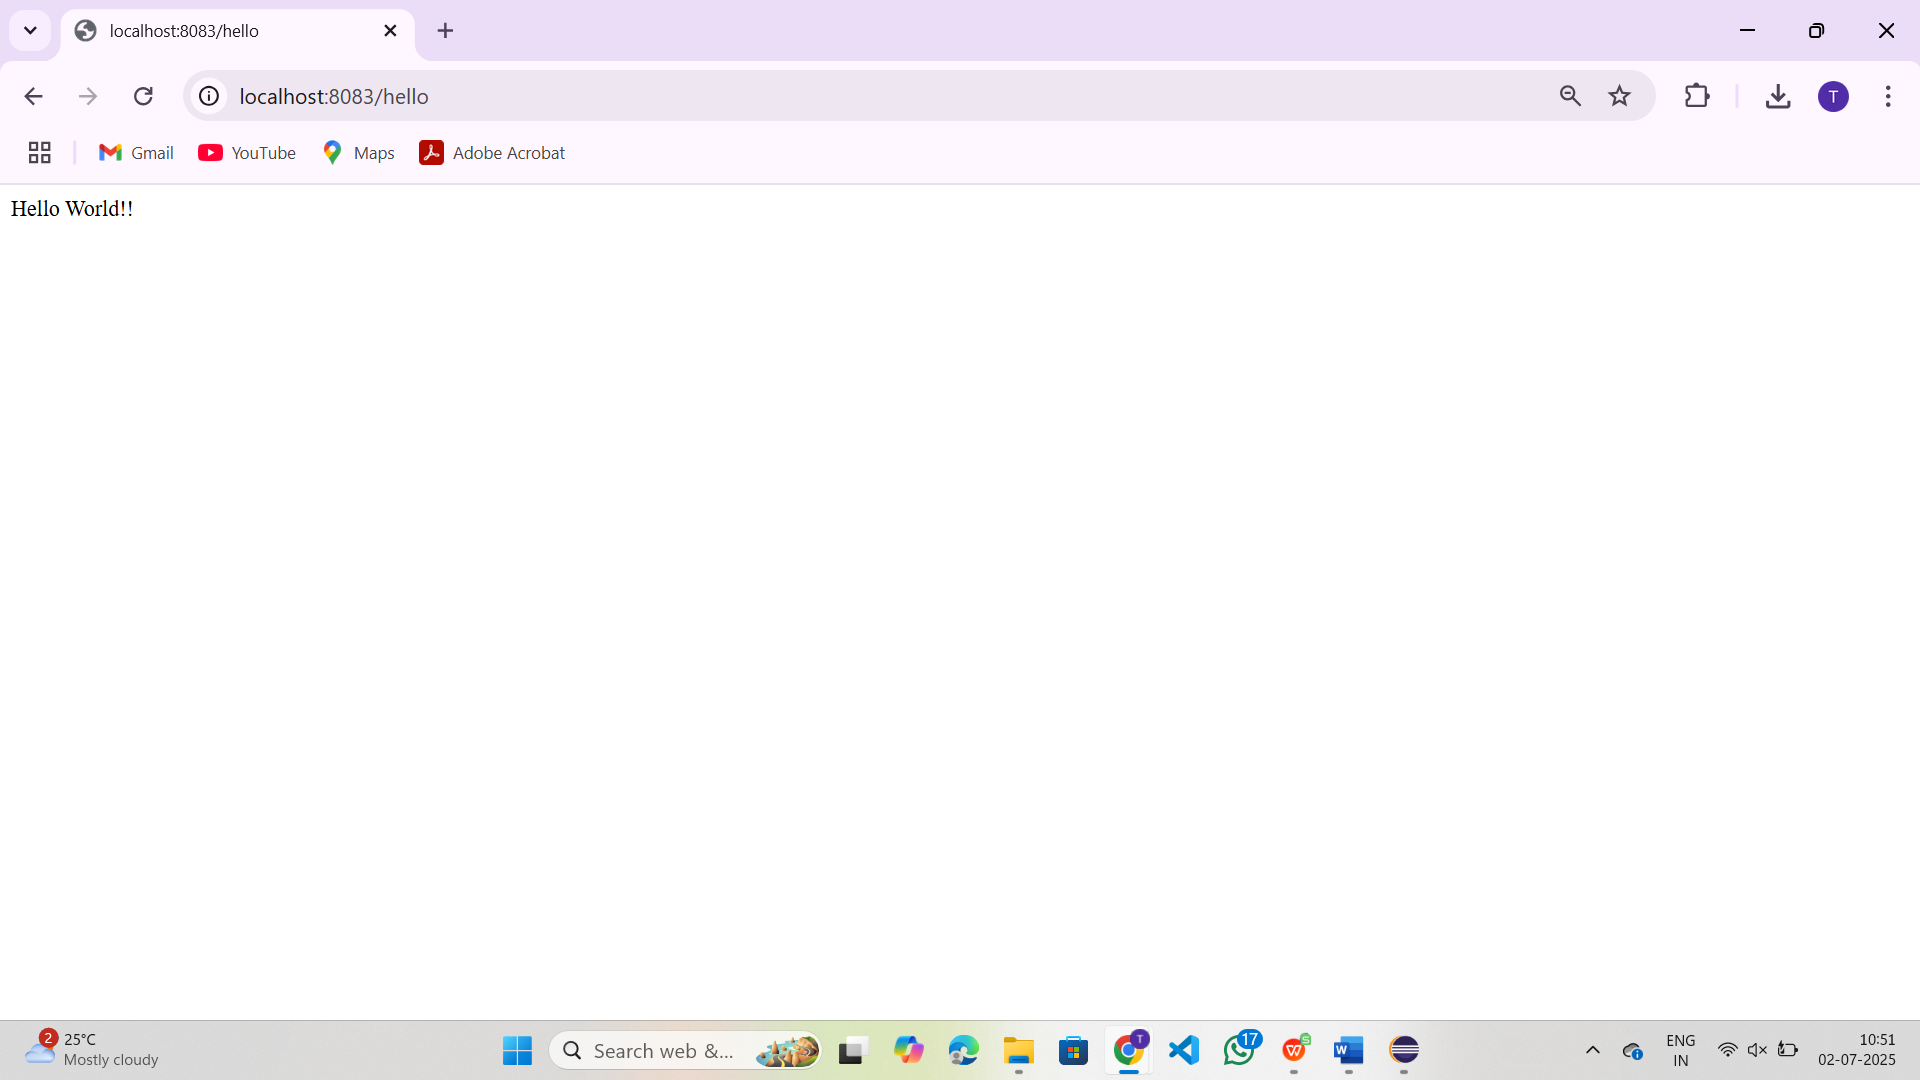 localhost:8083/hello
localhost:8083/hello
T
Gmail
YouTube
Maps
Adobe Acrobat
Hello World!!
2
25°C
Mostly cloudy
Search web &...
T
17
W
S
W
ENG
IN
10:51
02-07-2025